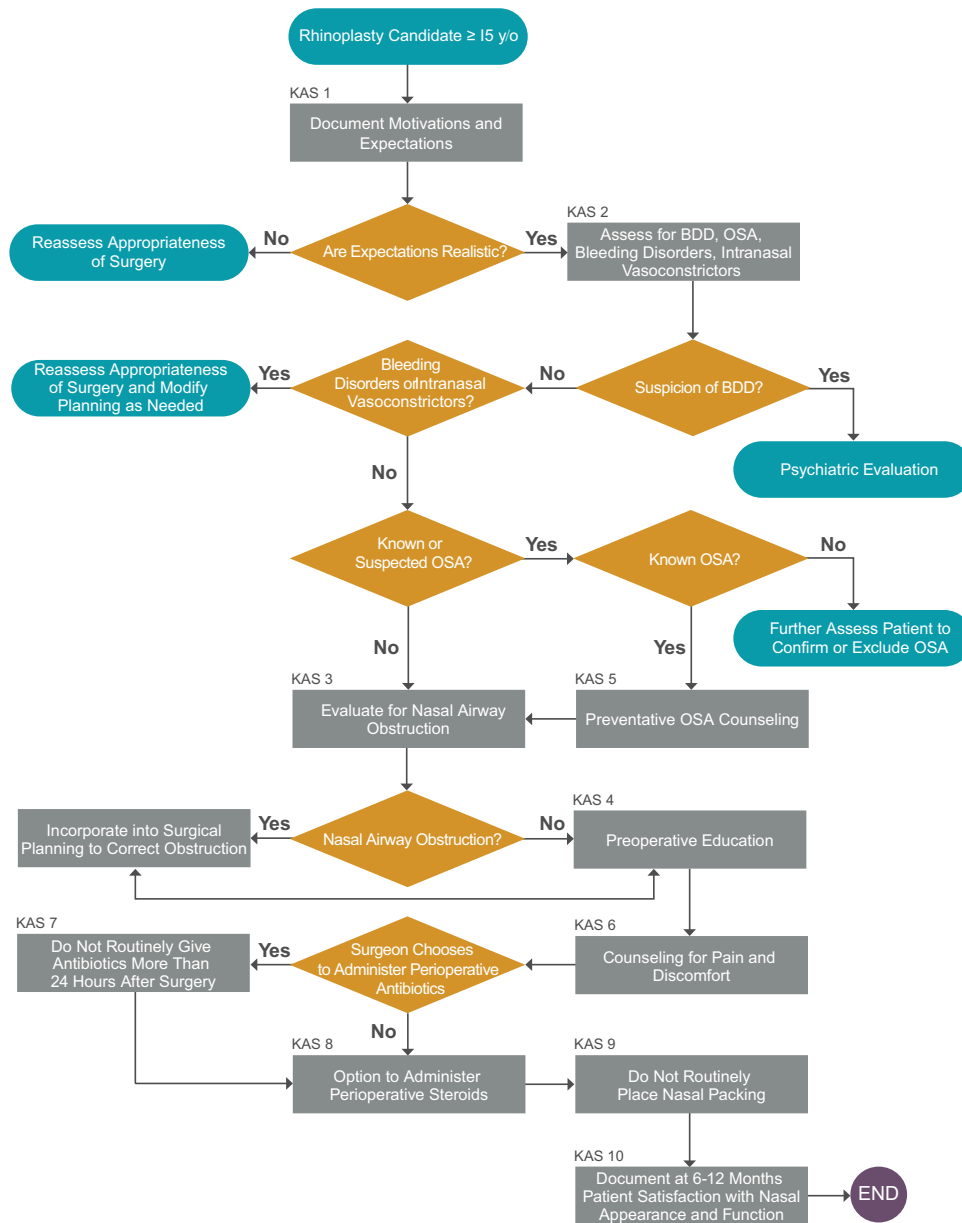 Rhinoplasty Candidate ≥ I5 y/o
KAS 1
Document Motivations and
Expectations
Are Expectations Realistic?
No
Reassess Appropriateness
of Surgery
Yes
KAS 2
Assess for BDD, OSA,
Bleeding Disorders, Intranasal
Vasoconstrictors
Suspicion of BDD?
Yes
Psychiatric Evaluation
No
Bleeding
Disorders or Intranasal
Vasoconstrictors?
Yes
Reassess Appropriateness
of Surgery and Modify
Planning as Needed
No
Known or
Suspected OSA?
Yes
Known OSA?
No
Further Assess Patient to
Confirm or Exclude OSA
Yes
KAS 5
Preventative OSA Counseling
No
KAS 3
Evaluate for Nasal Airway
Obstruction
Nasal Airway Obstruction?
Yes
Incorporate into Surgical
Planning to Correct Obstruction
No
KAS 4
Preoperative Education
KAS 6
Counseling for Pain and
Discomfort
Surgeon Chooses
to Administer Perioperative
Antibiotics
Yes
KAS 7
Do Not Routinely Give
Antibiotics More Than
24 Hours After Surgery
No
KAS 8
Option to Administer
Perioperative Steroids
KAS 9
Do Not Routinely
Place Nasal Packing
KAS 10
Document at 6-12 Months
Patient Satisfaction with Nasal
Appearance and Function
END